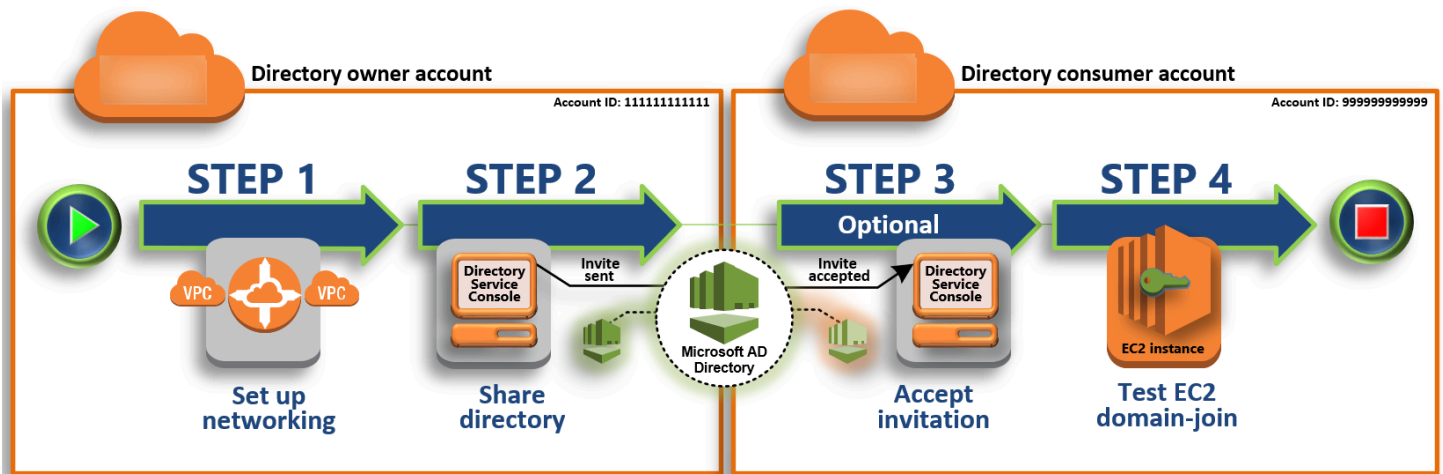 Directory owner account
Account ID: 111111111111
Directory consumer account
Account ID: 999999999999
STEP 1
STEP 2
STEP 3
Optional
STEP 4
VPC
VPC
Directory
Service
Console
Invite
sent
Microsoft AD
Directory
Invite
accepted
Directory
Service
Console
EC2 instance
Set up
networking
Share
directory
Accept
invitation
Test EC2
domain-join